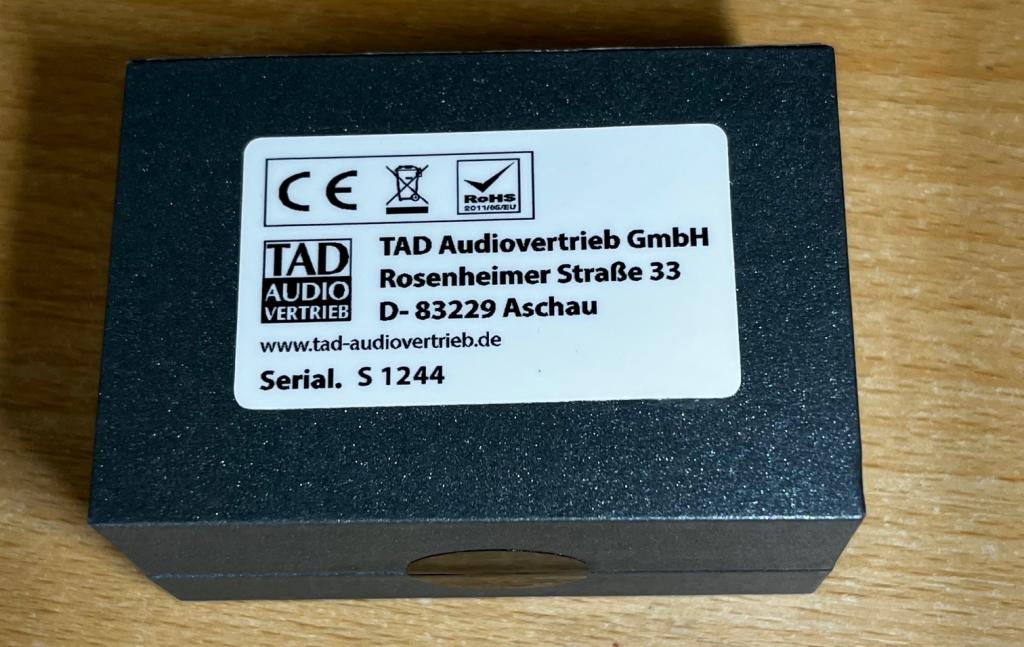 CE
RoHS
2011/65/EU
TAD
AUDIO
VERTRIEB
TAD Audiovertrieb GmbH
Rosenheimer Straße 33
D- 83229 Aschau
www.tad-audiovertrieb.de
Serial. S 1244